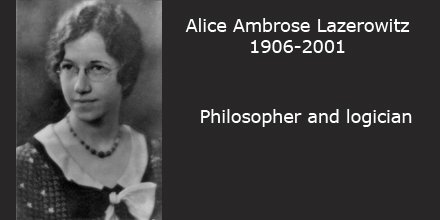 Alice Ambrose Lazerowitz
1906-2001
Philosopher and logician